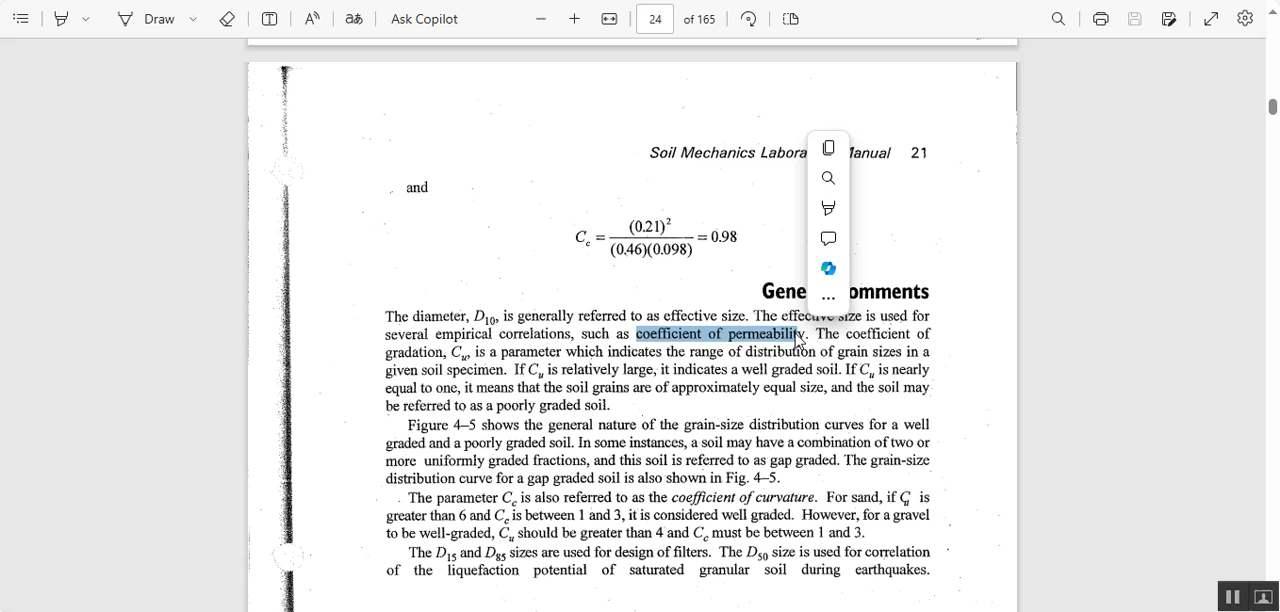 Draw
Ask Copilot
24 of 165
Soil Mechanics Labora Manual 21
and
C_c = (0.21)² / (0.46)(0.098) = 0.98
Gene omments
The diameter, D10, is generally referred to as effective size. The effective size is used for
several empirical correlations, such as coefficient of permeability. The coefficient of
gradation, Cu, is a parameter which indicates the range of distribution of grain sizes in a
given soil specimen. If Cu is relatively large, it indicates a well graded soil. If Cu is nearly
equal to one, it means that the soil grains are of approximately equal size, and the soil may
be referred to as a poorly graded soil.
Figure 4–5 shows the general nature of the grain-size distribution curves for a well
graded and a poorly graded soil. In some instances, a soil may have a combination of two or
more uniformly graded fractions, and this soil is referred to as gap graded. The grain-size
distribution curve for a gap graded soil is also shown in Fig. 4–5.
The parameter Cc is also referred to as the coefficient of curvature. For sand, if Cu is
greater than 6 and Cc is between 1 and 3, it is considered well graded. However, for a gravel
to be well-graded, Cu should be greater than 4 and Cc must be between 1 and 3.
The D15 and D85 sizes are used for design of filters. The D50 size is used for correlation
of the liquefaction potential of saturated granular soil during earthquakes.